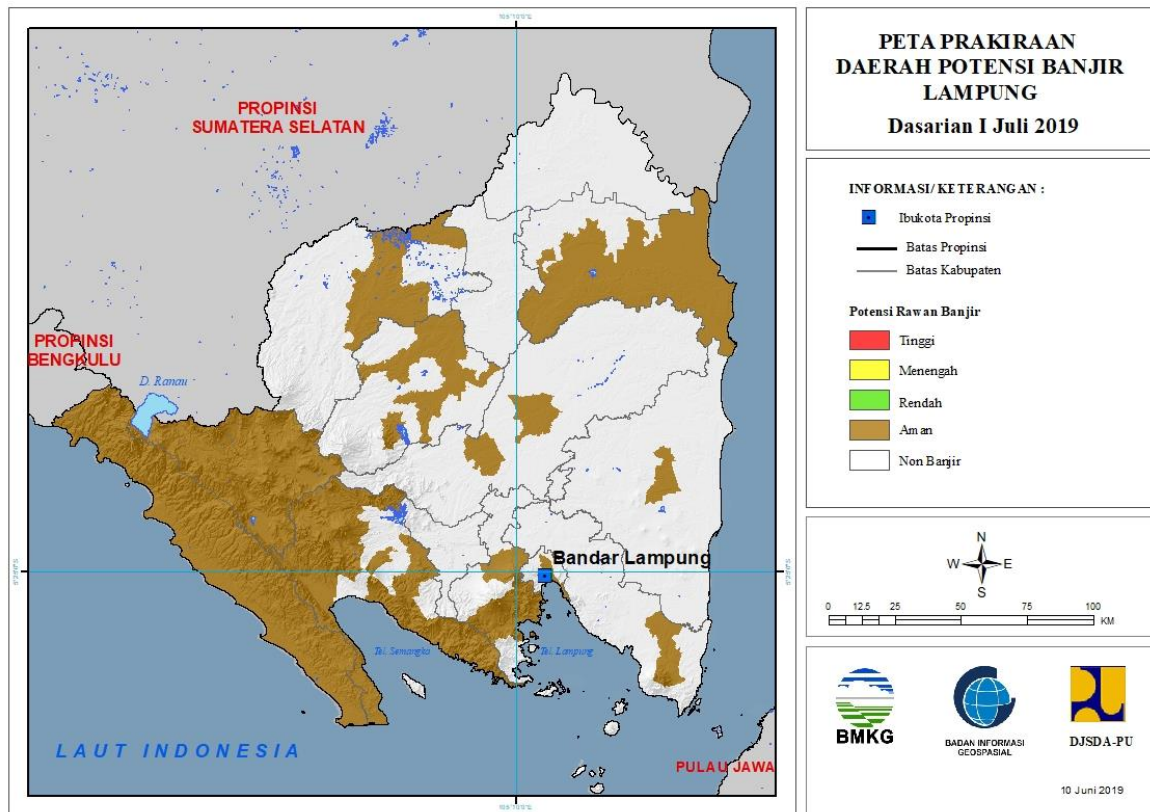 PROPINSI
SUMATERA SELATAN
PROPINSI
BENGKULU
D. Ranau
Bandar Lampung
Tel. Semangka
Tel. Lampung
LAUT INDONESIA
PULAU JAWA
PETA PRAKIRAAN
DAERAH POTENSI BANJIR
LAMPUNG
Dasarian I Juli 2019
INFORMASI/ KETERANGAN :
Ibukota Propinsi
Batas Propinsi
Batas Kabupaten
Potensi Rawan Banjir
Tinggi
Menengah
Rendah
Aman
Non Banjir
N
W E
S
0 12.5 25 50 75 100
KM
BMKG
BADAN INFORMASI
GEOSPASIAL
DJSDA-PU
10 Juni 2019